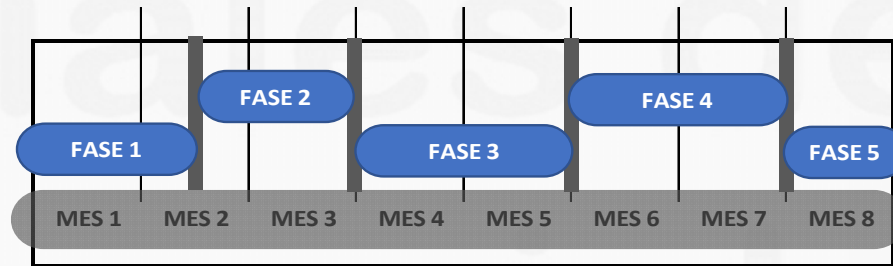 FASE 2
FASE 4
FASE 1
FASE 3
FASE 5
MES 1 MES 2 MES 3 MES 4 MES 5 MES 6 MES 7 MES 8